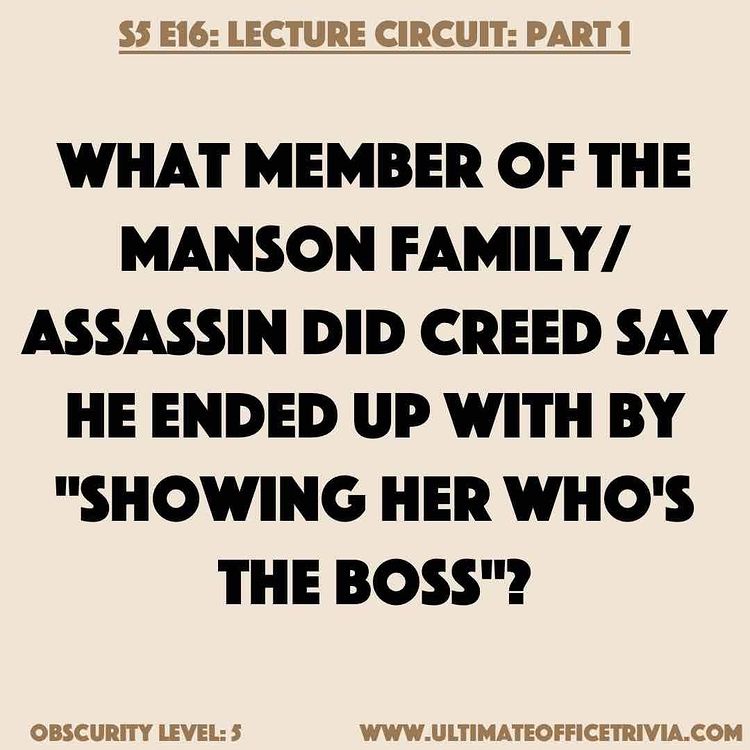 S5 E16: LECTURE CIRCUIT: PART 1
WHAT MEMBER OF THE
MANSON FAMILY/
ASSASSIN DID CREED SAY
HE ENDED UP WITH BY
"SHOWING HER WHO'S
THE BOSS"?
OBSCURITY LEVEL: 5
WWW.ULTIMATEOFFICETRIVIA.COM